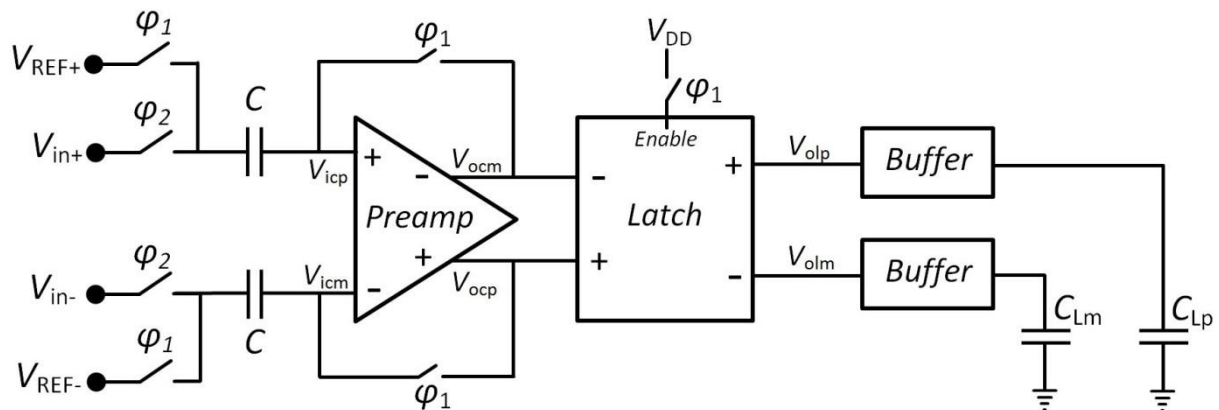 φ1
VREF+
φ2
Vin+
C
φ1
Vicp
+
-
Preamp
+
-
Vicm
Vocm
Vocp
VDD
φ1
Enable
-
+
Latch
+
-
Volp
Volm
Buffer
Buffer
CLm
CLp
φ2
Vin-
φ1
VREF-
C
φ1